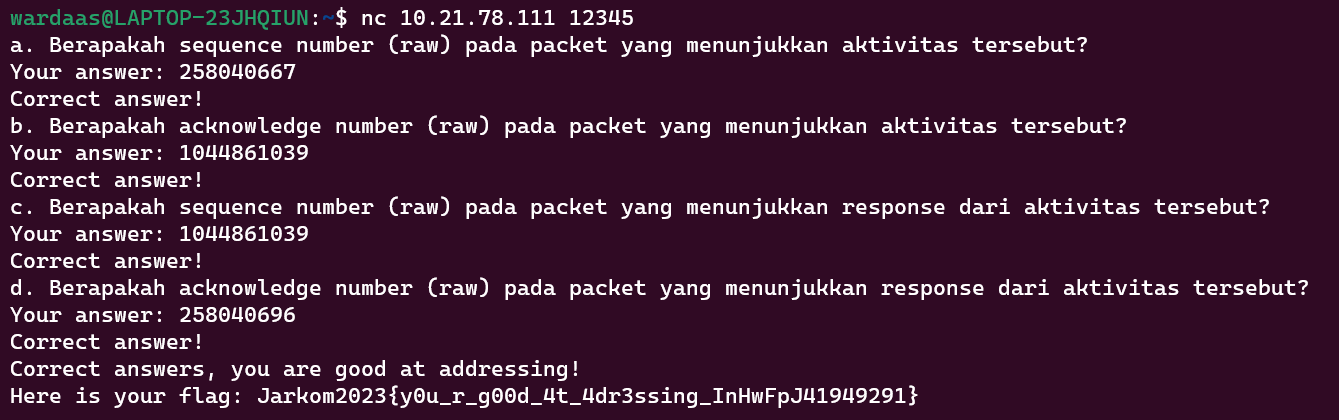 wardaas@LAPTOP-23JHQIUN:~$ nc 10.21.78.111 12345
a. Berapakah sequence number (raw) pada packet yang menunjukkan aktivitas tersebut?
Your answer: 258040667
Correct answer!
b. Berapakah acknowledge number (raw) pada packet yang menunjukkan aktivitas tersebut?
Your answer: 1044861039
Correct answer!
c. Berapakah sequence number (raw) pada packet yang menunjukkan response dari aktivitas tersebut?
Your answer: 1044861039
Correct answer!
d. Berapakah acknowledge number (raw) pada packet yang menunjukkan response dari aktivitas tersebut?
Your answer: 258040696
Correct answer!
Correct answers, you are good at addressing!
Here is your flag: Jarkom2023{y0u_r_g00d_4t_4dr3ssing_InHwFpJ41949291}